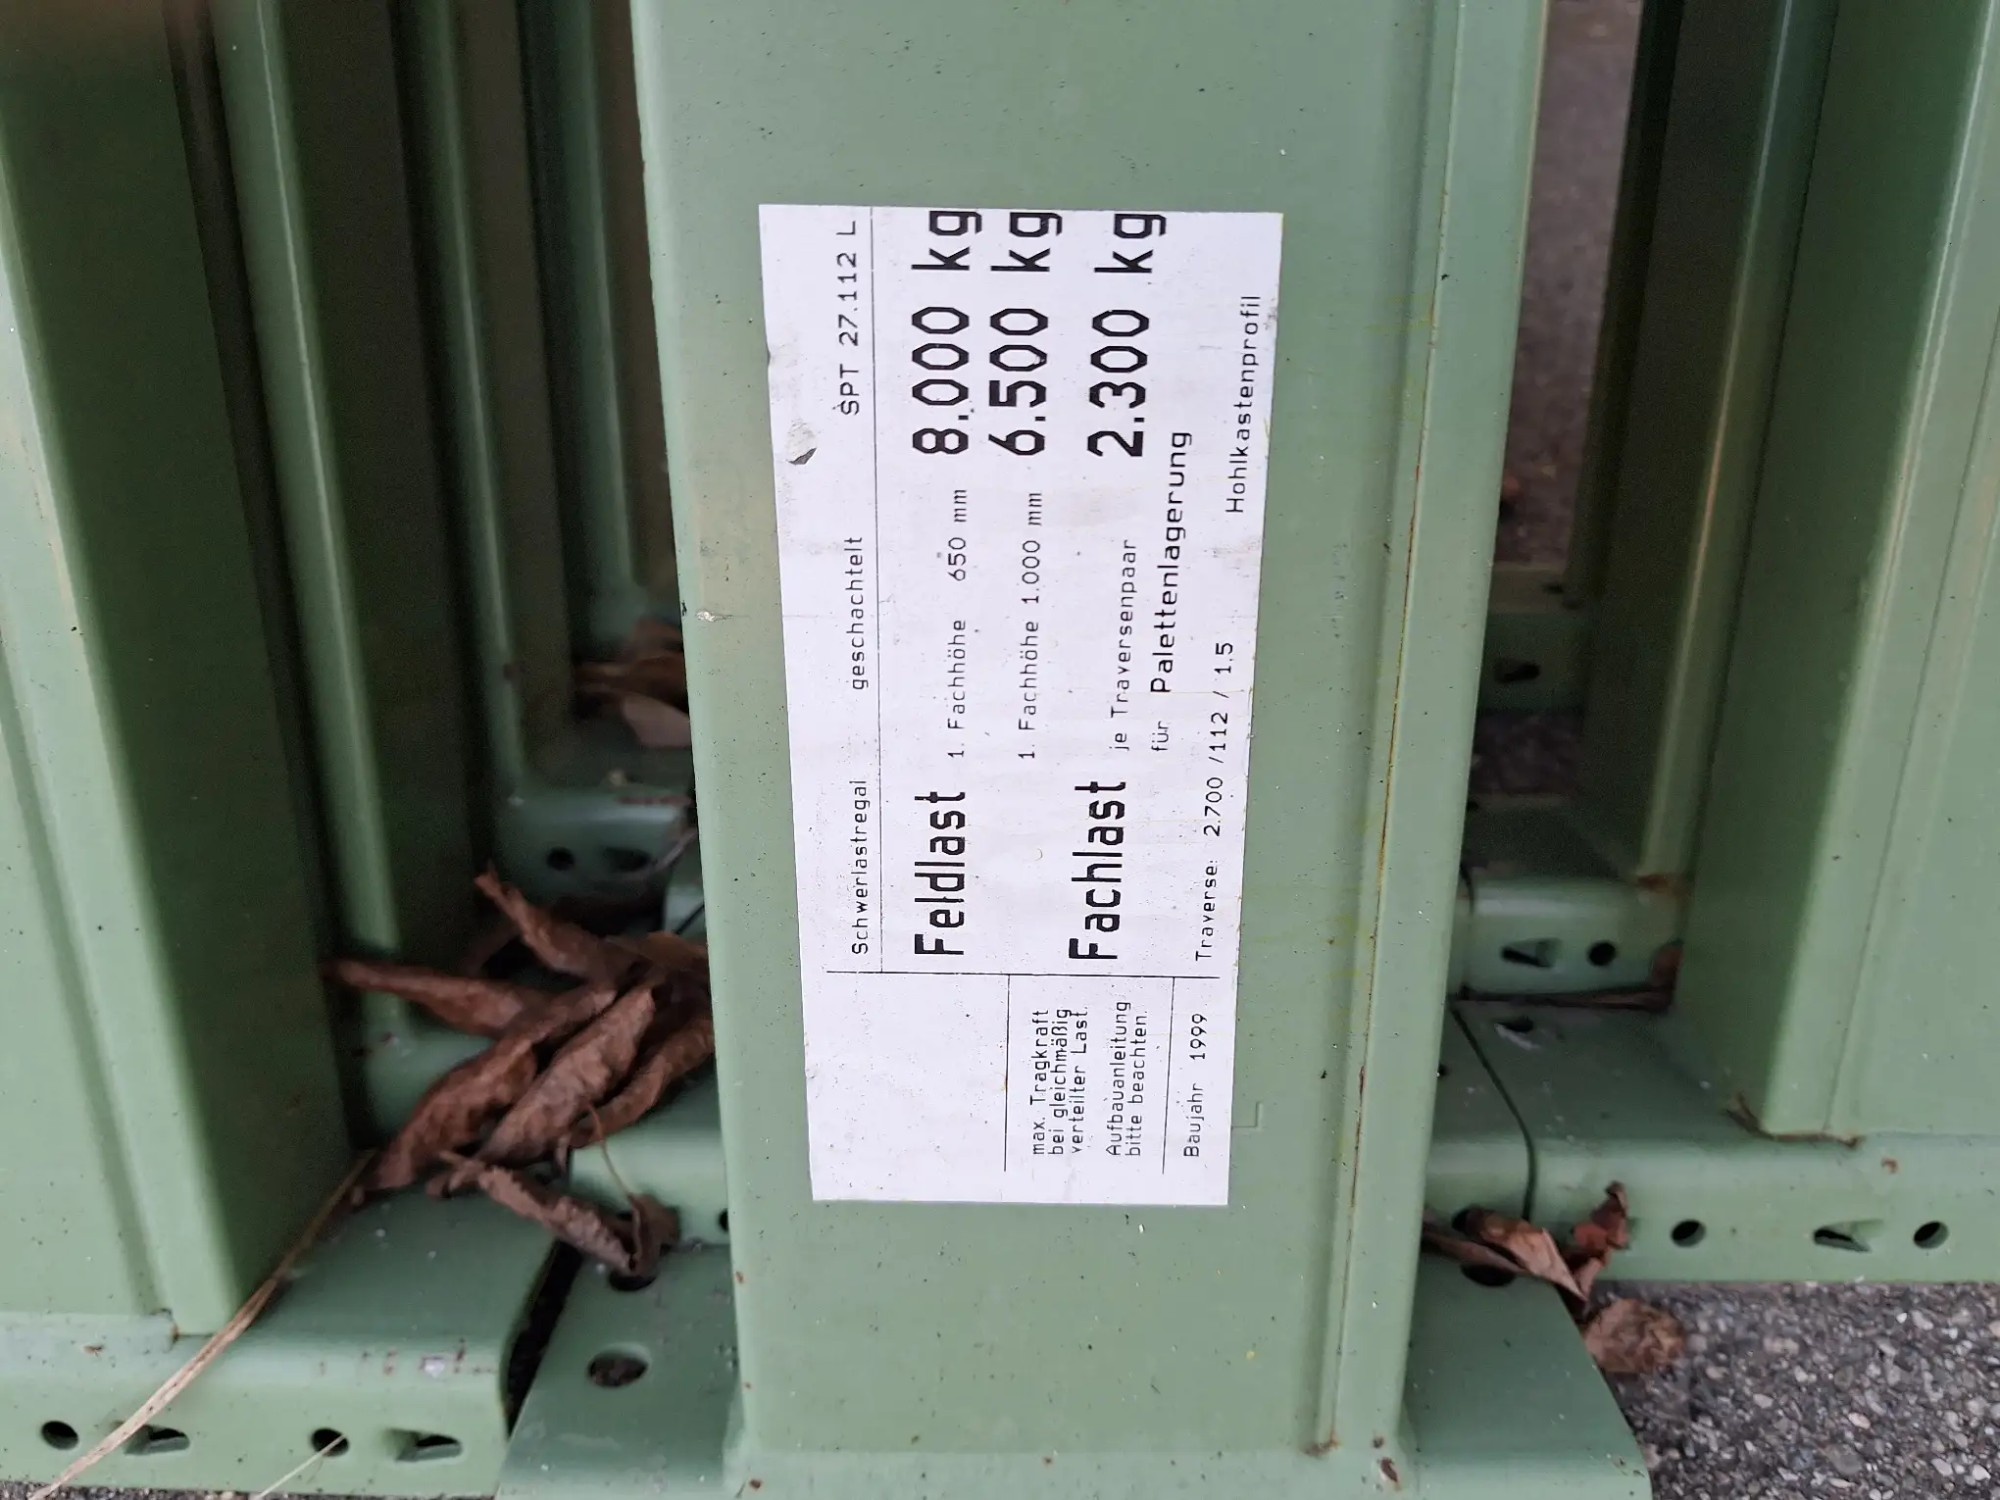 Schwerlastregal geschachtelt SPT 27.112 L
Feldlast 1. Fachhöhe 650 mm 8.000 kg
1. Fachhöhe 1.000 mm 6.500 kg
Fachlast je Traversenpaar 2.300 kg
für Palettenlagerung
Traverse: 2.700 /112 / 1.5 Hohlkastenprofil
max. Tragkraft
bei gleichmäßig
verteilter Last.
Aufbauanleitung
bitte beachten.
Baujahr 1999